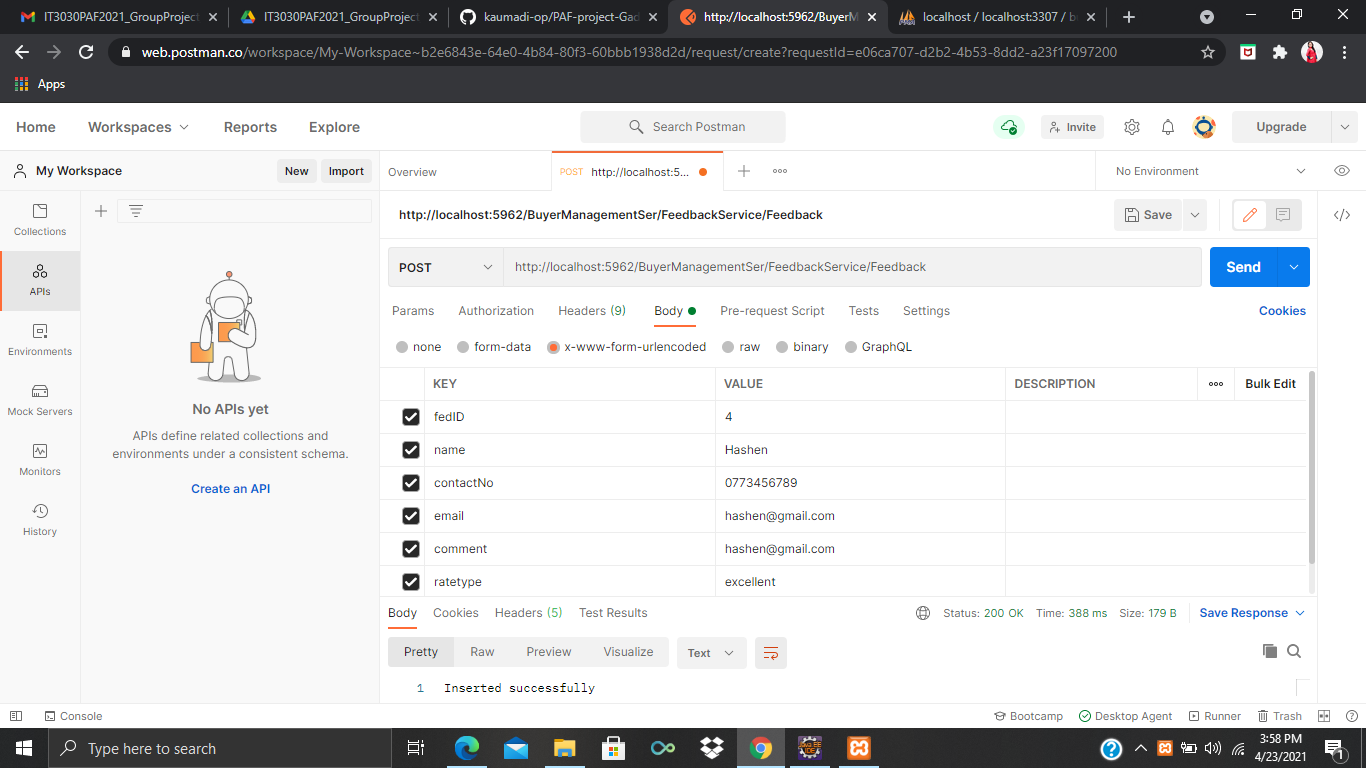 IT3030PAF2021_GroupProject
IT3030PAF2021_GroupProject
kaumadi-op/PAF-project-Gad
http://localhost:5962/BuyerM
localhost / localhost:3307 / b
web.postman.co/workspace/My-Workspace~b2e6843e-64e0-4b84-80f3-60bbb1938d2d/request/create?requestId=e06ca707-d2b2-4b53-8dd2-a23f17097200
Apps
Home Workspaces Reports Explore Search Postman Invite Upgrade
My Workspace New Import Overview POST http://localhost:5... No Environment
Collections
APIs
Environments
Mock Servers
Monitors
History
No APIs yet
APIs define related collections and
environments under a consistent schema.
Create an API
http://localhost:5962/BuyerManagementSer/FeedbackService/Feedback Save
POST http://localhost:5962/BuyerManagementSer/FeedbackService/Feedback Send
Params Authorization Headers (9) Body Pre-request Script Tests Settings Cookies
none form-data x-www-form-urlencoded raw binary GraphQL
KEY VALUE DESCRIPTION Bulk Edit
fedID 4
name Hashen
contactNo 0773456789
email hashen@gmail.com
comment hashen@gmail.com
ratetype excellent
Body Cookies Headers (5) Test Results Status: 200 OK Time: 388 ms Size: 179 B Save Response
Pretty Raw Preview Visualize Text
1 Inserted successfully
Console Bootcamp Desktop Agent Runner Trash
Type here to search
3:58 PM
4/23/2021
1